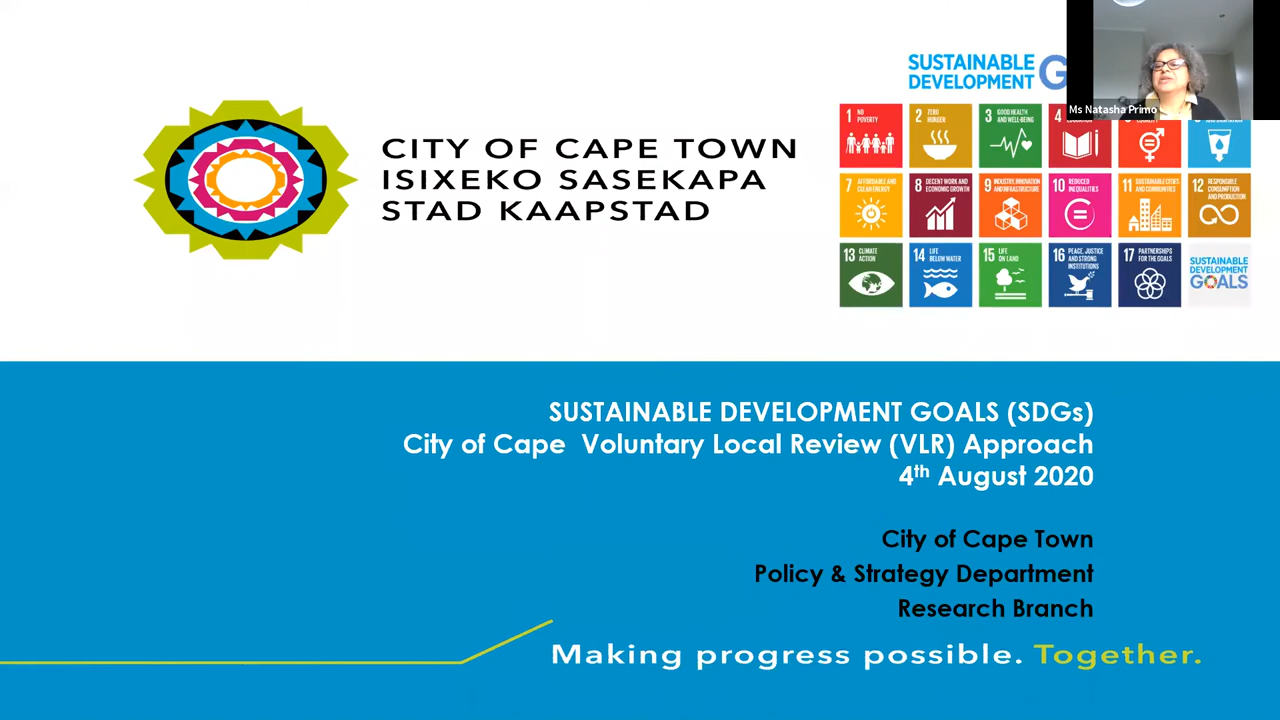 SUSTAINABLE
DEVELOPMENT G
Ms Natasha Primo
CITY OF CAPE TOWN
ISIXEKO SASEKAPA
STAD KAAPSTAD
1 NO
POVERTY
2 ZERO
HUNGER
3 GOOD HEALTH
AND WELL-BEING
4
7 AFFORDABLE AND
CLEAN ENERGY
8 DECENT WORK AND
ECONOMIC GROWTH
9 INDUSTRY, INNOVATION
AND INFRASTRUCTURE
10 REDUCED
INEQUALITIES
11 SUSTAINABLE CITIES
AND COMMUNITIES
12 RESPONSIBLE
CONSUMPTION
AND PRODUCTION
13 CLIMATE
ACTION
14 LIFE
BELOW WATER
15 LIFE
ON LAND
16 PEACE, JUSTICE
AND STRONG
INSTITUTIONS
17 PARTNERSHIPS
FOR THE GOALS
SUSTAINABLE
DEVELOPMENT
GOALS
SUSTAINABLE DEVELOPMENT GOALS (SDGs)
City of Cape Voluntary Local Review (VLR) Approach
4th August 2020
City of Cape Town
Policy & Strategy Department
Research Branch
Making progress possible. Together.